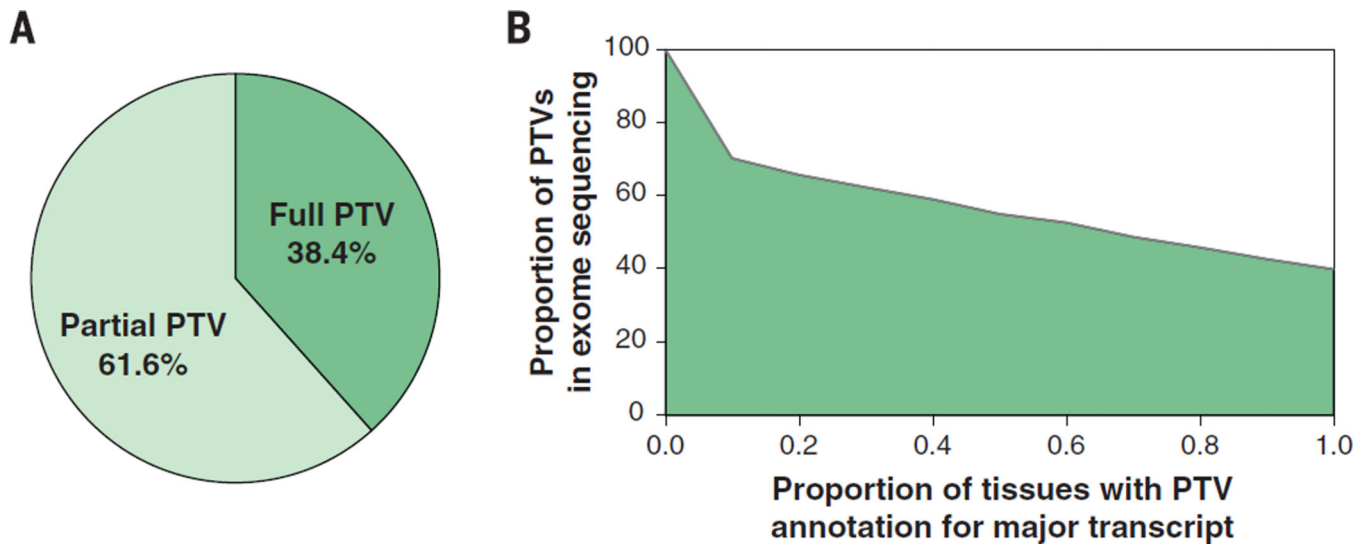 A
Full PTV
38.4%
Partial PTV
61.6%
B
Proportion of PTVs
in exome sequencing
100
80
60
40
20
0
0.0 0.2 0.4 0.6 0.8 1.0
Proportion of tissues with PTV
annotation for major transcript